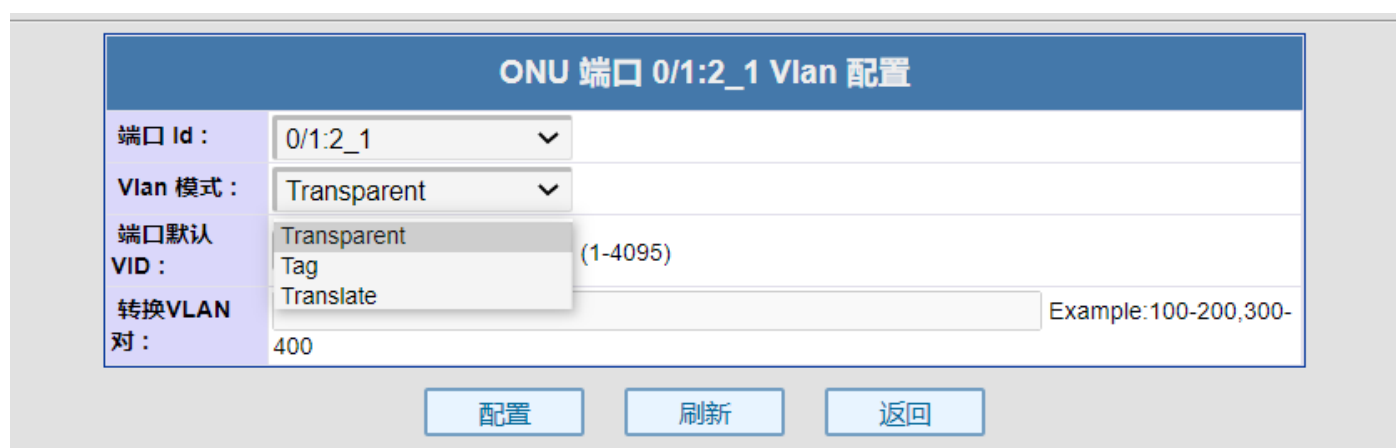 ONU 端口 0/1:2_1 Vlan 配置
端口 Id：
0/1:2_1
Vlan 模式：
Transparent
端口默认
VID：
Transparent
Tag
Translate
(1-4095)
转换VLAN
对：
Example:100-200,300-
400
配置
刷新
返回